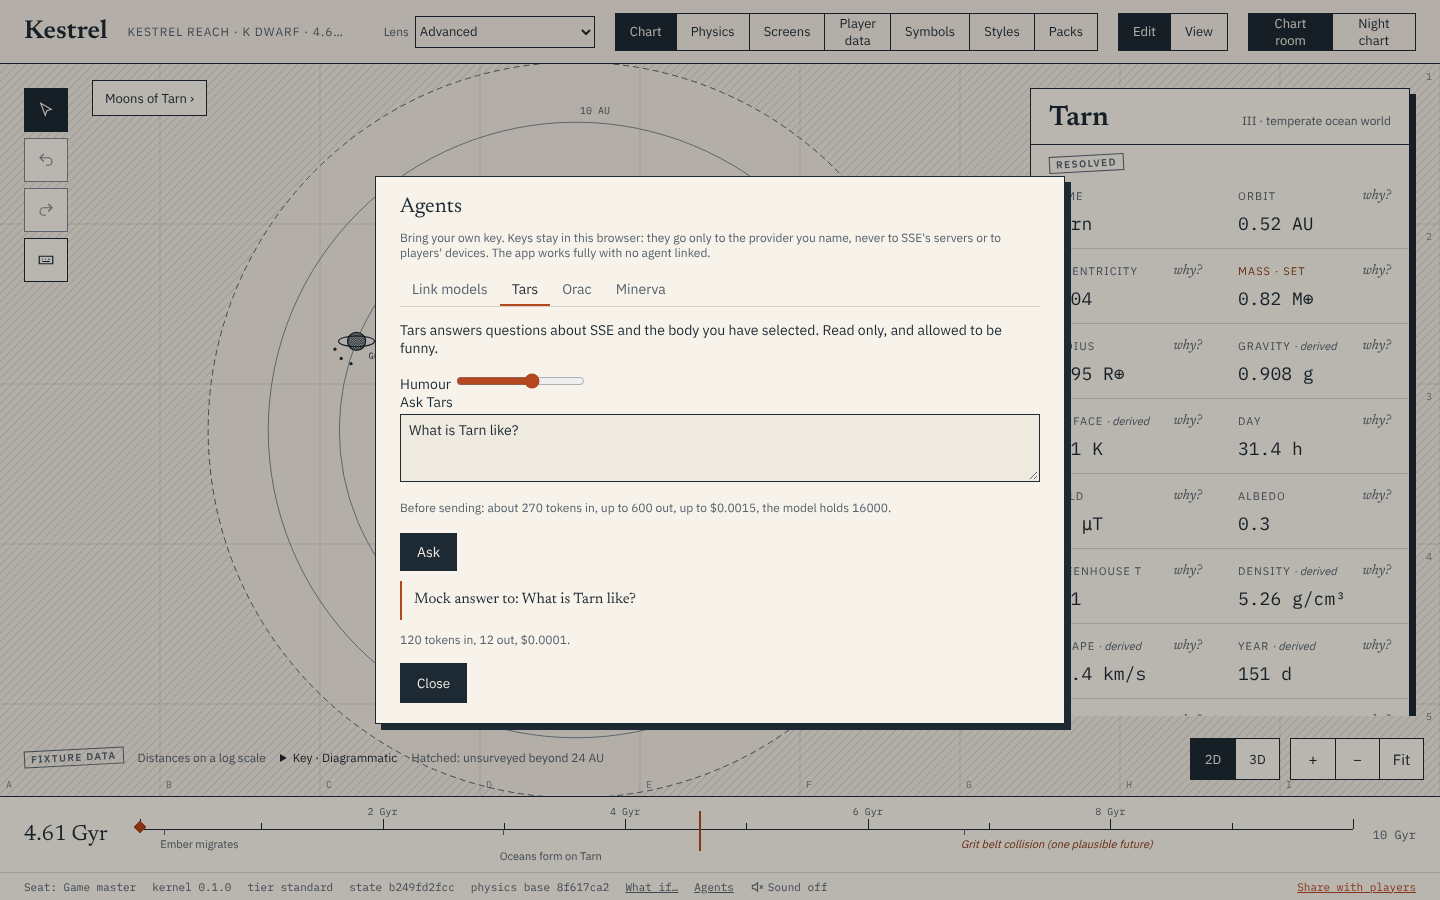 Kestrel
KESTREL REACH · K DWARF · 4.6…
Lens
Advanced
Chart
Physics
Screens
Player data
Symbols
Styles
Packs
Edit
View
Chart room
Night chart
Moons of Tarn ›
10 AU
1
2
3
4
5
Tarn
III · temperate ocean world
RESOLVED
ORBIT
why?
0.52 AU
why?
MASS · SET
why?
0.82 M⊕
GRAVITY · derived
why?
0.908 g
· derived
why?
DAY
why?
31.4 h
why?
ALBEDO
why?
µT
0.3
why?
DENSITY · derived
why?
5.26 g/cm³
· derived
why?
YEAR · derived
why?
km/s
151 d
Agents
Bring your own key. Keys stay in this browser: they go only to the provider you name, never to SSE's servers or to
players' devices. The app works fully with no agent linked.
Link models
Tars
Orac
Minerva
Tars answers questions about SSE and the body you have selected. Read only, and allowed to be
funny.
Humour
Ask Tars
What is Tarn like?
Before sending: about 270 tokens in, up to 600 out, up to $0.0015, the model holds 16000.
Ask
Mock answer to: What is Tarn like?
120 tokens in, 12 out, $0.0001.
Close
FIXTURE DATA
Distances on a log scale
Key · Diagrammatic
Hatched: unsurveyed beyond 24 AU
2D
3D
+
−
Fit
A
B
C
D
E
F
G
H
I
4.61 Gyr
2 Gyr
4 Gyr
6 Gyr
8 Gyr
10 Gyr
Ember migrates
Oceans form on Tarn
Grit belt collision (one plausible future)
Seat: Game master
kernel 0.1.0
tier standard
state b249fd2fcc
physics base 8f617ca2
What if…
Agents
Sound off
Share with players